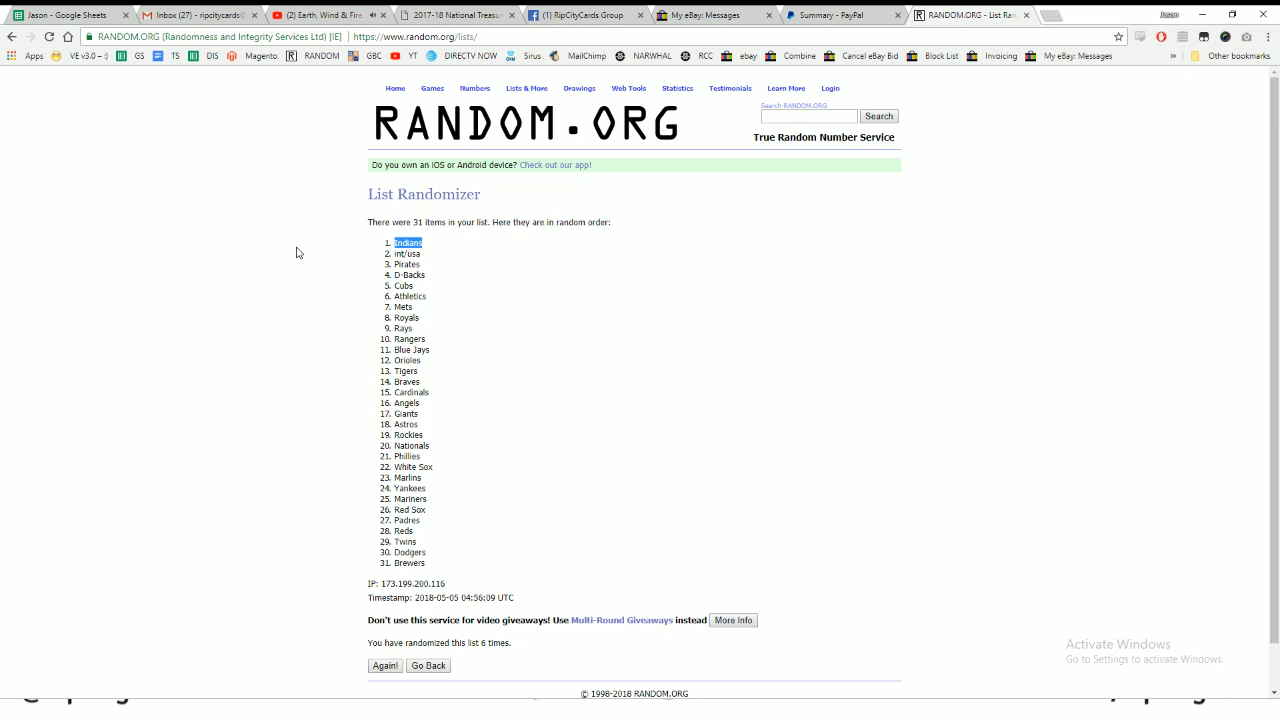 Jason - Google Sheets
Inbox (27) - ripcitycards@
(2) Earth, Wind & Fire
2017-18 National Treasu
(1) RipCityCards Group
My eBay: Messages
Summary - PayPal
RANDOM.ORG - List Ran
Jason
RANDOM.ORG (Randomness and Integrity Services Ltd) [IE]
https://www.random.org/lists/
Apps
VE v3.0 -- :)
GS
TS
DIS
Magento
RANDOM
GBC
YT
DIRECTV NOW
Sirus
MailChimp
NARWHAL
RCC
ebay
Combine
Cancel eBay Bid
Block List
Invoicing
My eBay: Messages
»
Other bookmarks
Home
Games
Numbers
Lists & More
Drawings
Web Tools
Statistics
Testimonials
Learn More
Login
RANDOM.ORG
Search RANDOM.ORG
Search
True Random Number Service
Do you own an iOS or Android device? Check out our app!
List Randomizer
There were 31 items in your list. Here they are in random order:
1. Indians
2. int/usa
3. Pirates
4. D-Backs
5. Cubs
6. Athletics
7. Mets
8. Royals
9. Rays
10. Rangers
11. Blue Jays
12. Orioles
13. Tigers
14. Braves
15. Cardinals
16. Angels
17. Giants
18. Astros
19. Rockies
20. Nationals
21. Phillies
22. White Sox
23. Marlins
24. Yankees
25. Mariners
26. Red Sox
27. Padres
28. Reds
29. Twins
30. Dodgers
31. Brewers
IP: 173.199.200.116
Timestamp: 2018-05-05 04:56:09 UTC
Don't use this service for video giveaways! Use Multi-Round Giveaways instead
More Info
You have randomized this list 6 times.
Again!
Go Back
Activate Windows
Go to Settings to activate Windows.
© 1998-2018 RANDOM.ORG